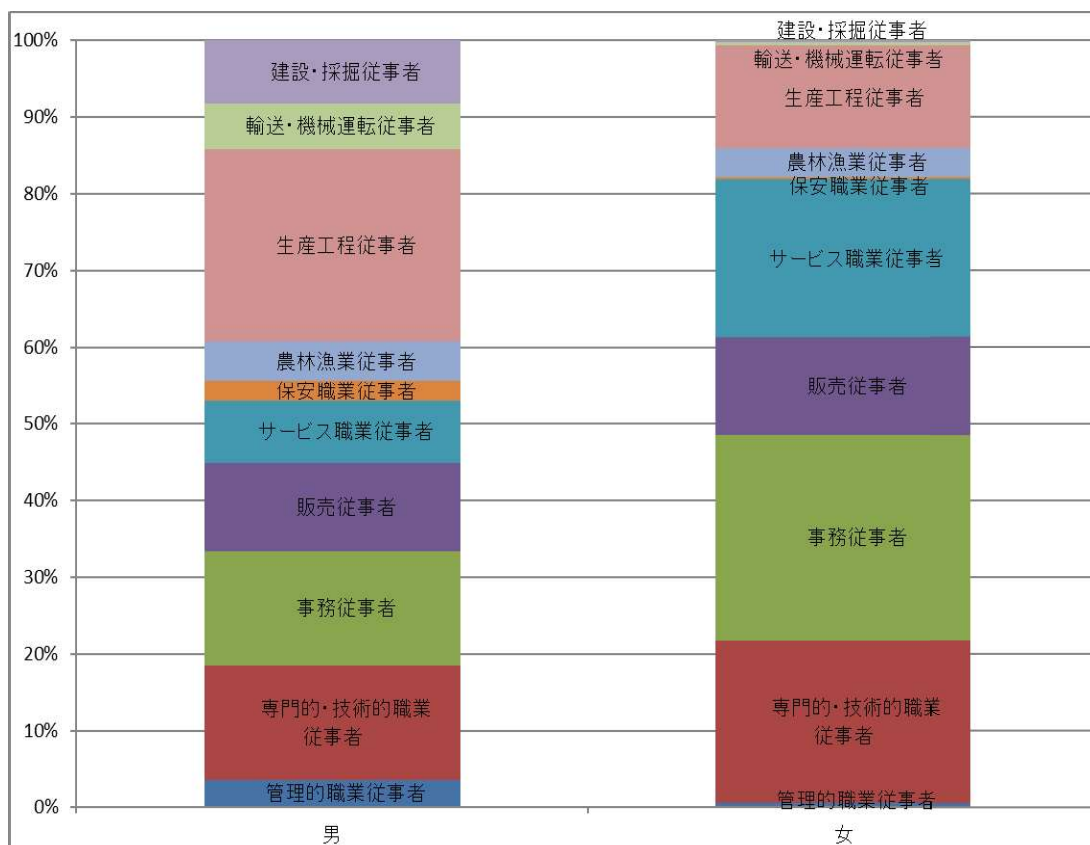 100%
90%
80%
70%
60%
50%
40%
30%
20%
10%
0%
建設・採掘従事者
輸送・機械運転従事者
生産工程従事者
農林漁業従事者
保安職業従事者
サービス職業従事者
販売従事者
事務従事者
専門的・技術的職業
従事者
管理的職業従事者
男
建設・採掘従事者
輸送・機械運転従事者
生産工程従事者
農林漁業従事者
保安職業従事者
サービス職業従事者
販売従事者
事務従事者
専門的・技術的職業
従事者
管理的職業従事者
女